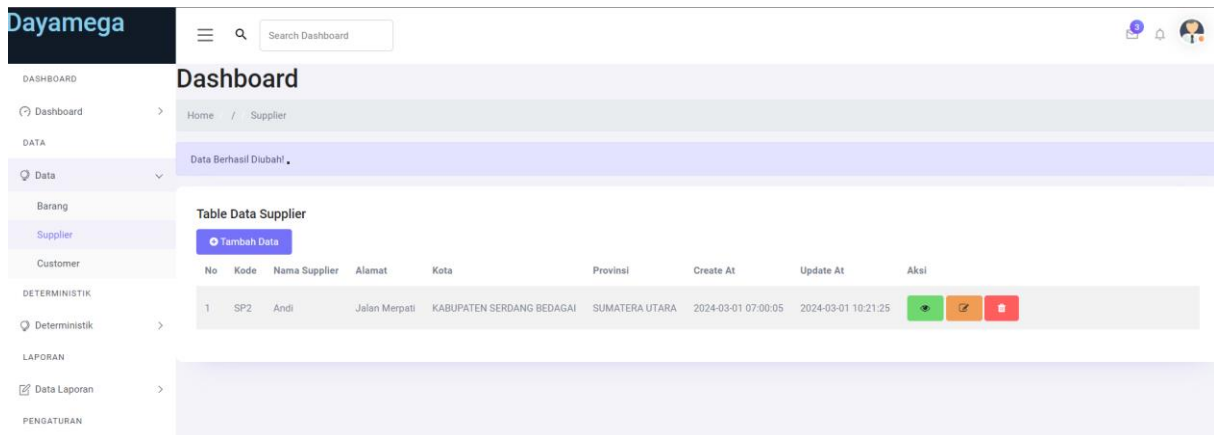 Dayamega
Search Dashboard
3
DASHBOARD
Dashboard
DATA
Data
Barang
Supplier
Customer
DETERMINISTIK
Deterministik
LAPORAN
Data Laporan
PENGATURAN
Dashboard
Home / Supplier
Data Berhasil Diubah! .
Table Data Supplier
Tambah Data
No Kode Nama Supplier Alamat Kota Provinsi Create At Update At Aksi
1 SP2 Andi Jalan Merpati KABUPATEN SERDANG BEDAGAI SUMATERA UTARA 2024-03-01 07:00:05 2024-03-01 10:21:25